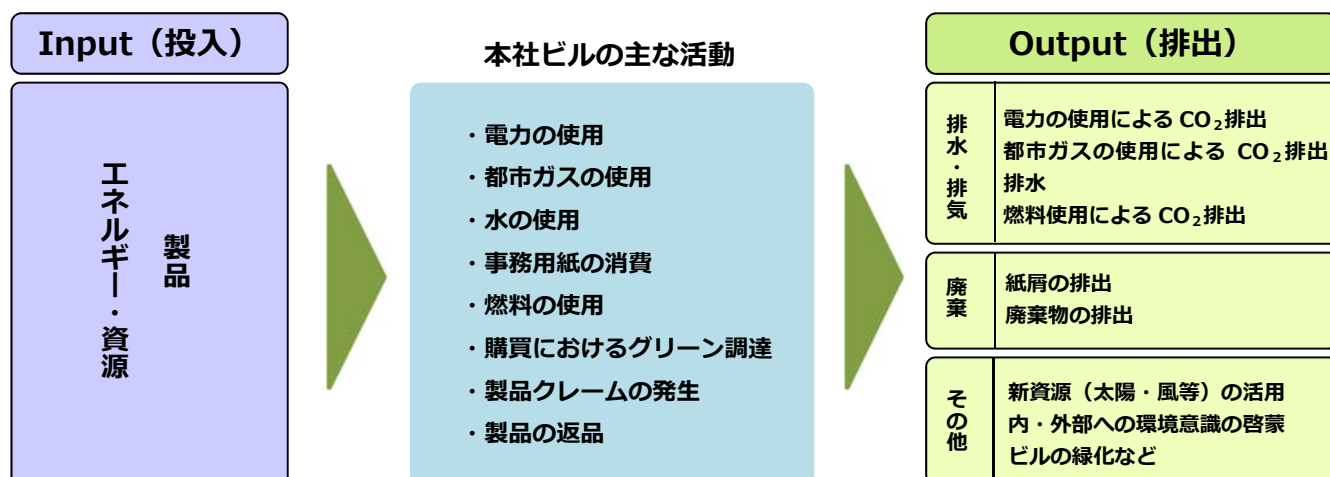 Input（投入）
エネルギー・資源
製品
本社ビルの主な活動
・電力の使用
・都市ガスの使用
・水の使用
・事務用紙の消費
・燃料の使用
・購買におけるグリーン調達
・製品クレームの発生
・製品の返品
Output（排出）
排水・排気
電力の使用による CO₂排出
都市ガスの使用による CO₂排出
排水
燃料使用による CO₂排出
廃棄
紙屑の排出
廃棄物の排出
その他
新資源（太陽・風等）の活用
内・外部への環境意識の啓蒙
ビルの緑化など